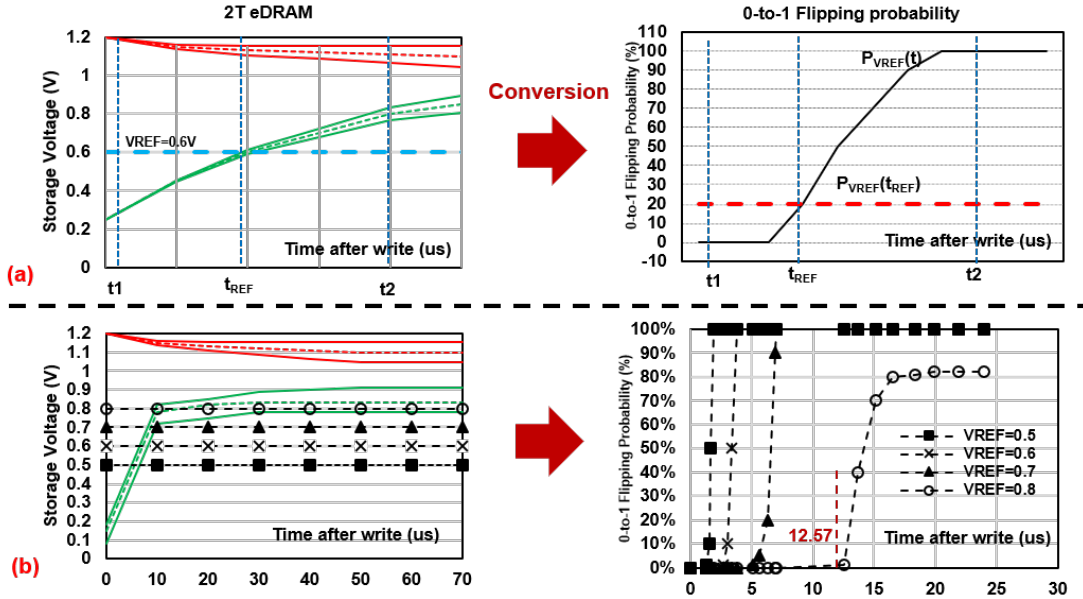 2T eDRAM
Storage Voltage (V)
1.2
1
0.8
0.6
0.4
0.2
0
VREF=0.6V
Time after write (us)
t1
tREF
t2
(a)
Conversion
0-to-1 Flipping probability
0-to-1 Flipping Probability (%)
110
100
90
80
70
60
50
40
30
20
10
0
-10
PVREF(t)
PVREF(tREF)
Time after write (us)
t1
tREF
t2
Storage Voltage (V)
1.2
1.1
1
0.9
0.8
0.7
0.6
0.5
0.4
0.3
0.2
0.1
0
Time after write (us)
0 10 20 30 40 50 60 70
(b)
0-to-1 Flipping Probability (%)
100%
90%
80%
70%
60%
50%
40%
30%
20%
10%
0%
VREF=0.5
VREF=0.6
VREF=0.7
VREF=0.8
12.57
Time after write (us)
0 5 10 15 20 25 30